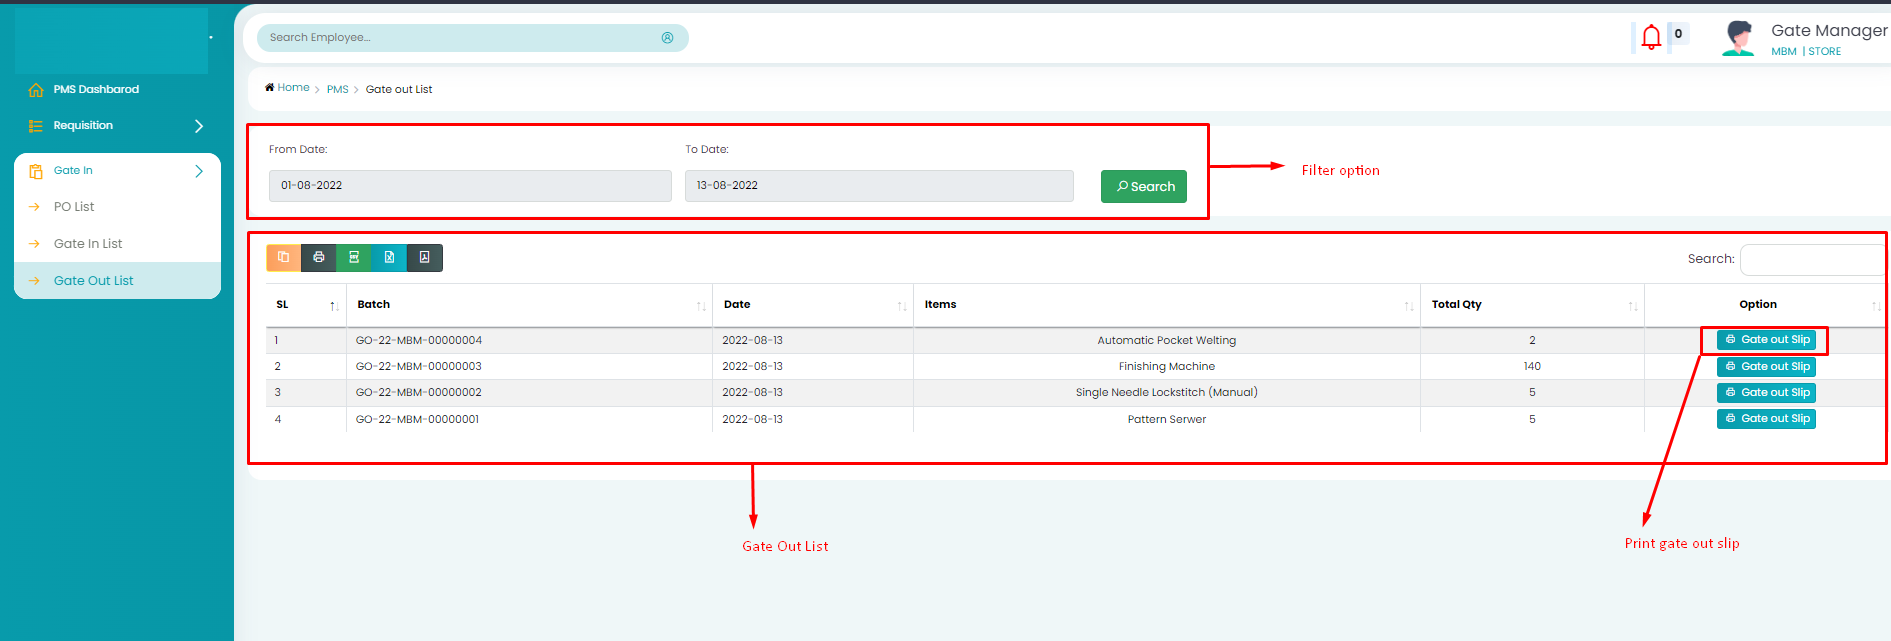 Search Employee...
0
Gate Manager
MBM | STORE
PMS Dashbarod
Requisition
Gate In
PO List
Gate In List
Gate Out List
Home > PMS > Gate out List
From Date:
To Date:
01-08-2022
13-08-2022
Search
Filter option
Search:
SL Batch Date Items Total Qty Option
1 GO-22-MBM-00000004 2022-08-13 Automatic Pocket Welting 2 Gate out Slip
2 GO-22-MBM-00000003 2022-08-13 Finishing Machine 140 Gate out Slip
3 GO-22-MBM-00000002 2022-08-13 Single Needle Lockstitch (Manual) 5 Gate out Slip
4 GO-22-MBM-00000001 2022-08-13 Pattern Serwer 5 Gate out Slip
Gate Out List
Print gate out slip